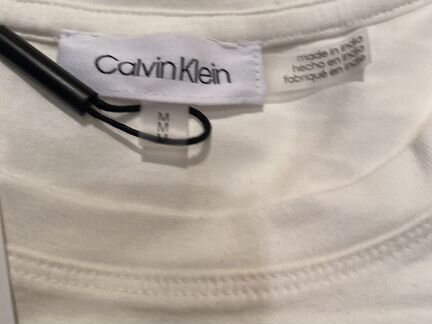 Calvin Klein
made in india
hecho en india
fabriqué en inde
M
M
M